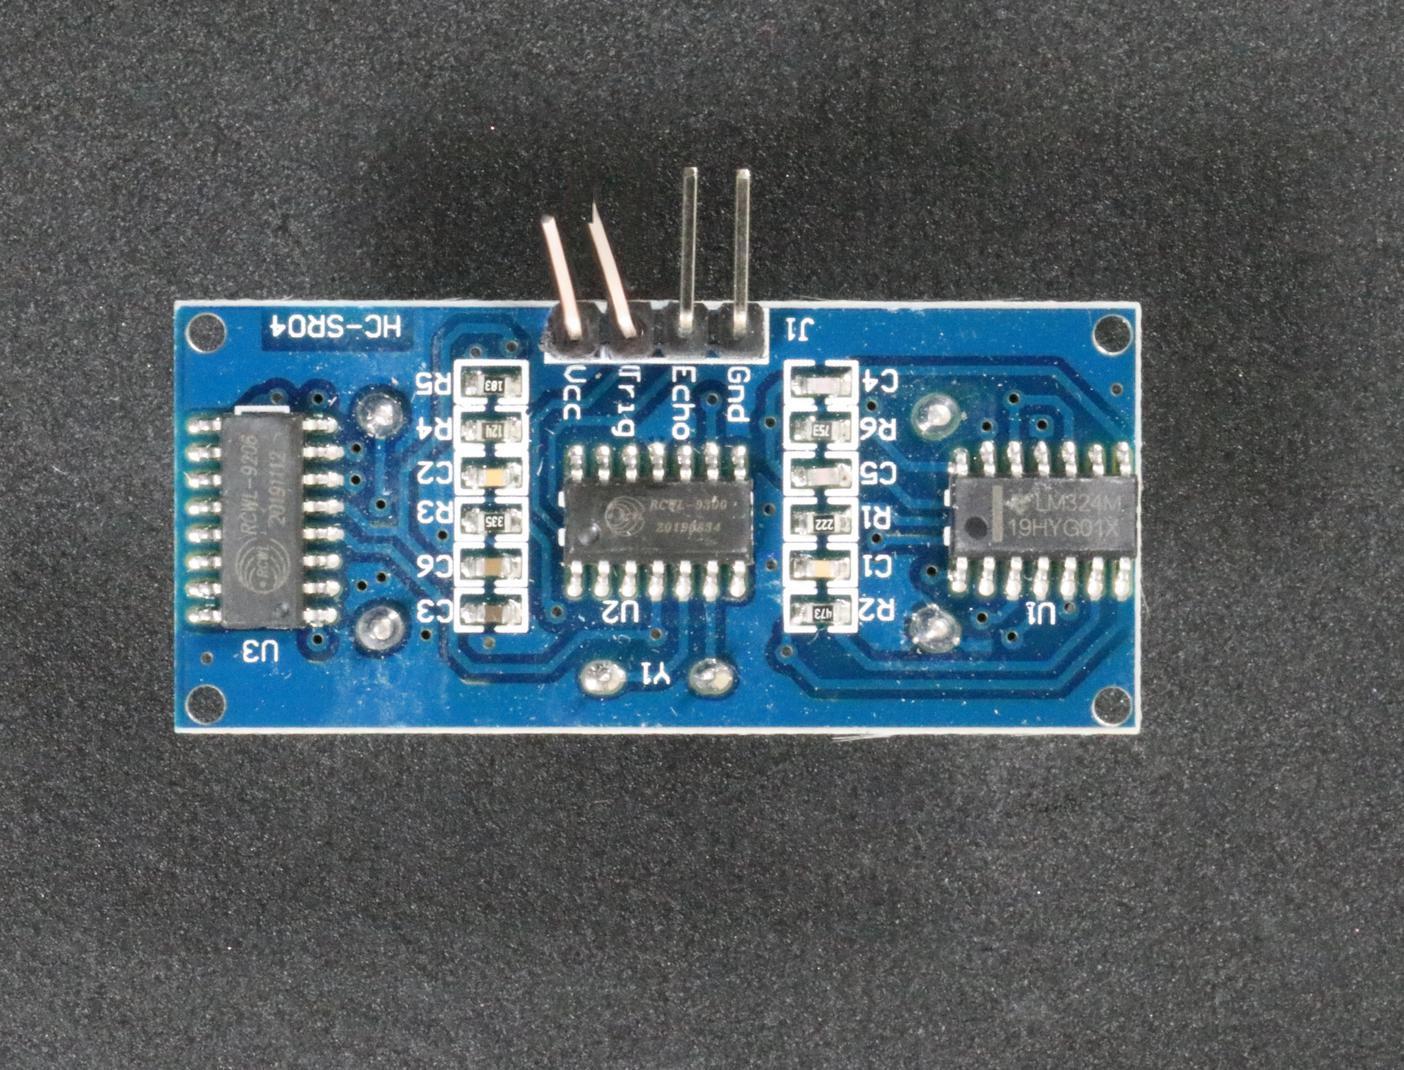 HC-SR04
J1
Vcc
Trig
Echo
Gnd
R5
183
R4
124
C2
R3
335
C6
C3
C4
R6
753
C5
R1
222
C1
R2
473
RCWL-9206
20191112
RCWL
U3
RCWL-9300
U2
Y1
LM324M
19HYG01X
U1